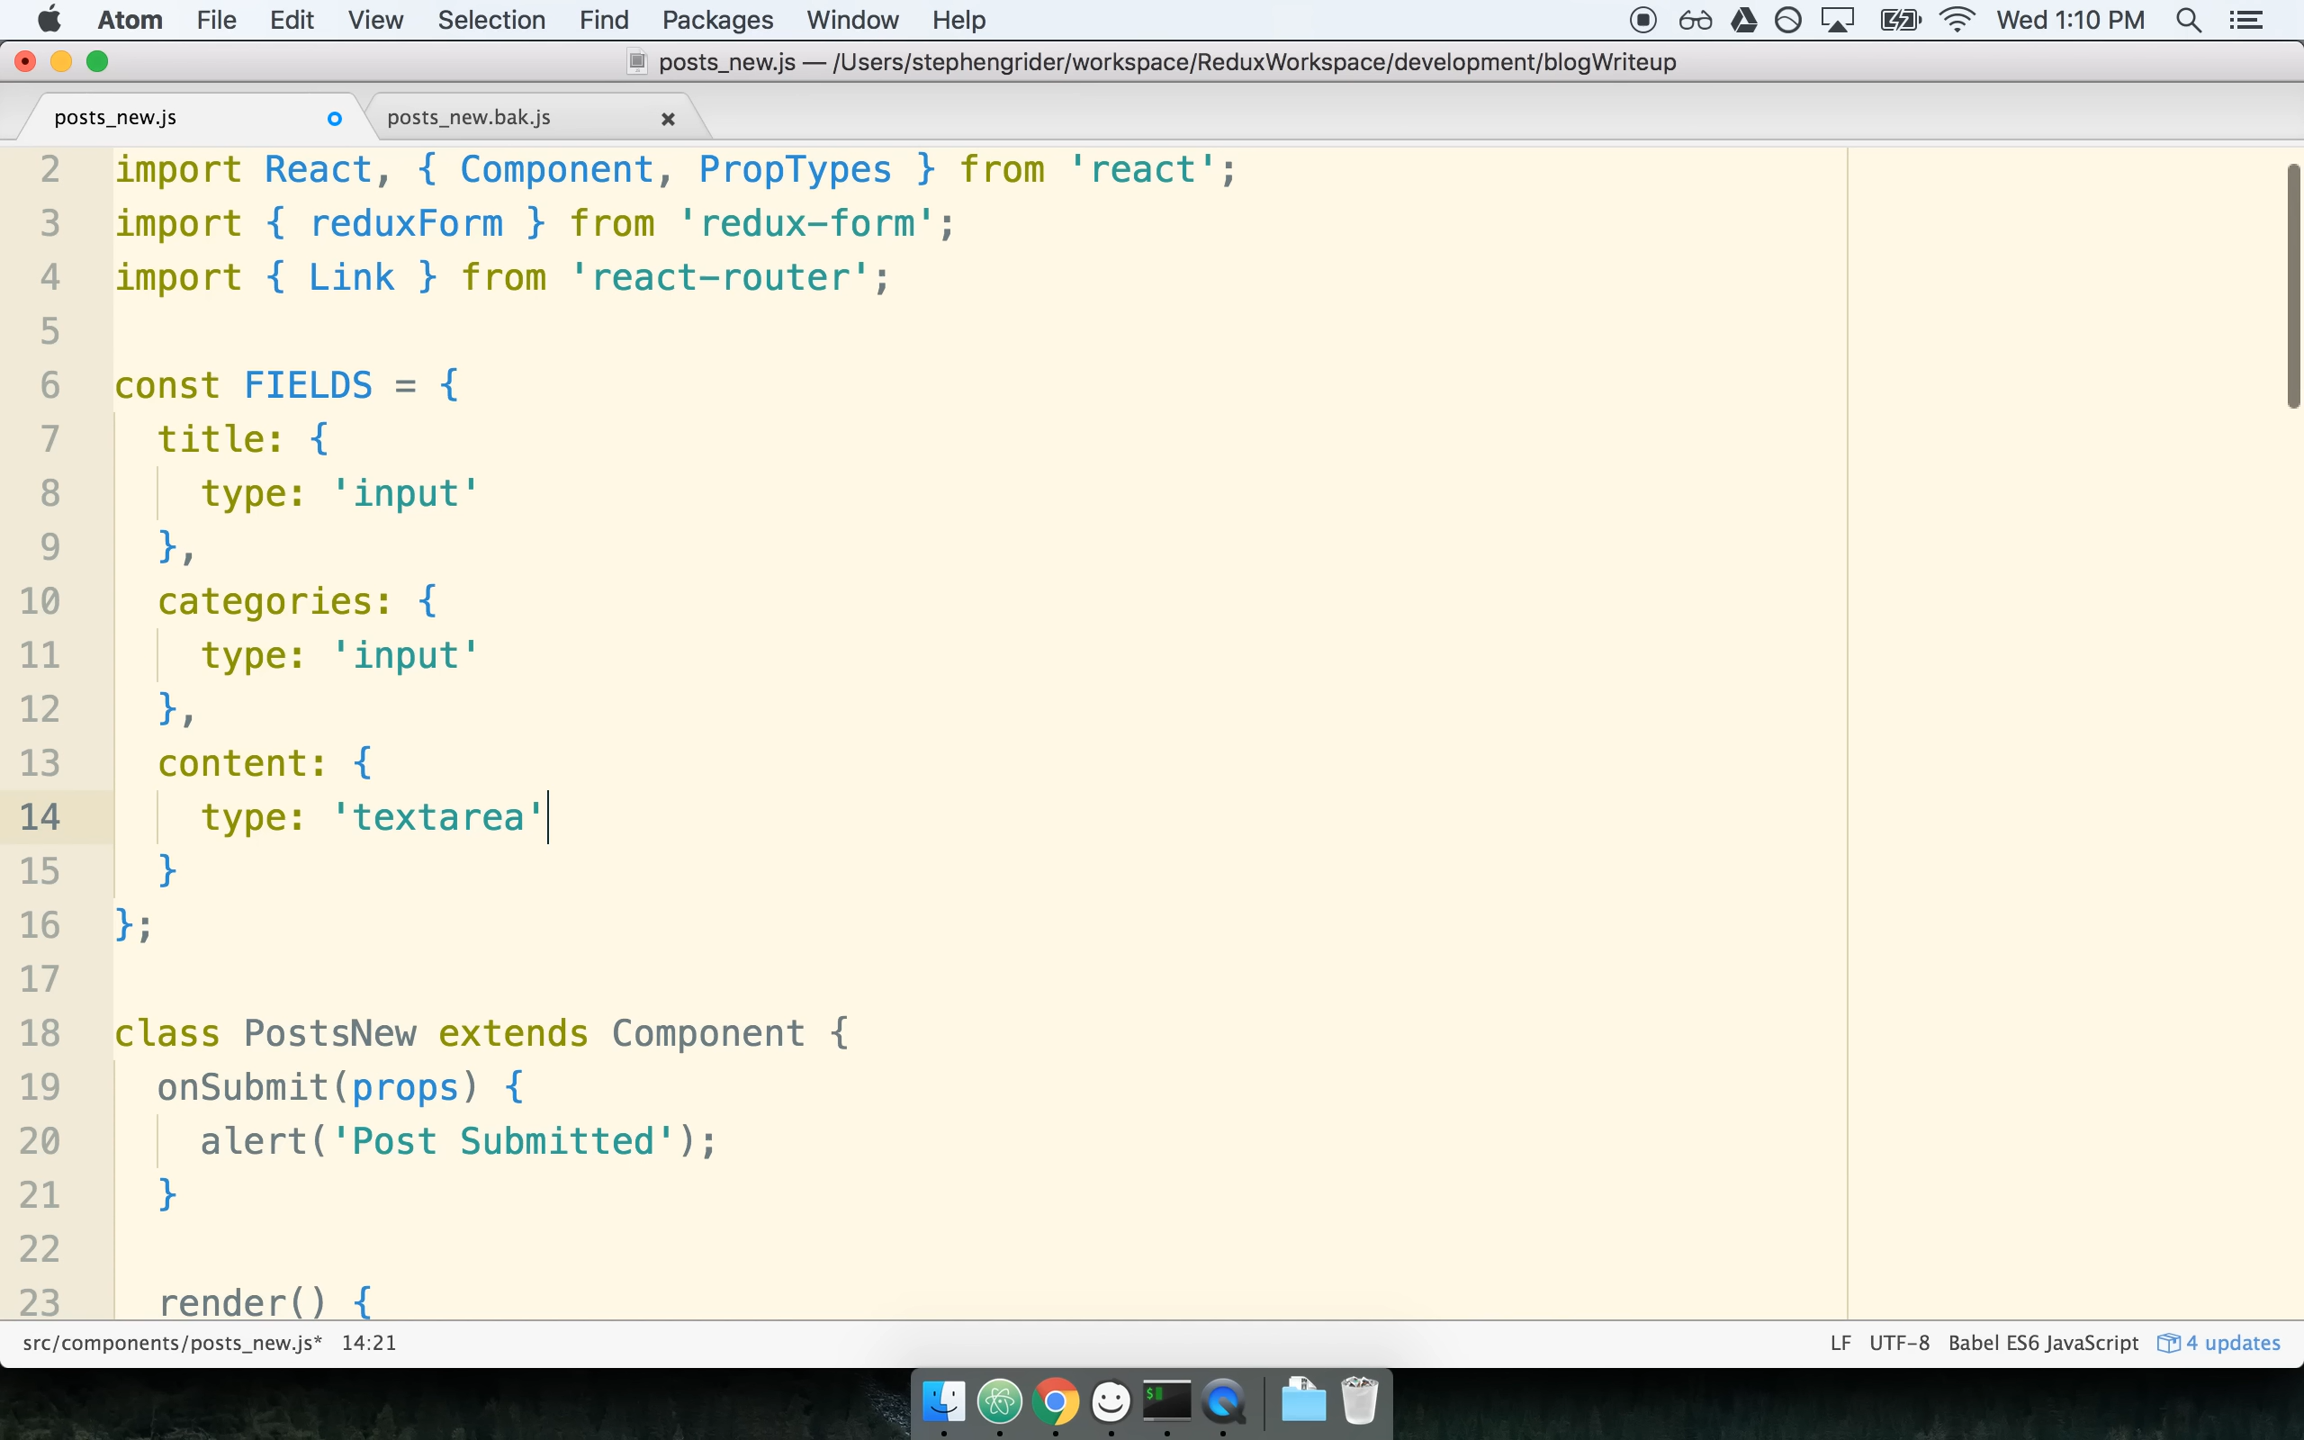 Atom File Edit View Selection Find Packages Window Help Wed 1:10 PM
posts_new.js — /Users/stephengrider/workspace/ReduxWorkspace/development/blogWriteup
posts_new.js posts_new.bak.js
2 import React, { Component, PropTypes } from 'react';
3 import { reduxForm } from 'redux-form';
4 import { Link } from 'react-router';
5
6 const FIELDS = {
7 title: {
8 type: 'input'
9 },
10 categories: {
11 type: 'input'
12 },
13 content: {
14 type: 'textarea'
15 }
16 };
17
18 class PostsNew extends Component {
19 onSubmit(props) {
20 alert('Post Submitted');
21 }
22
23 render() {
src/components/posts_new.js* 14:21 LF UTF-8 Babel ES6 JavaScript 4 updates